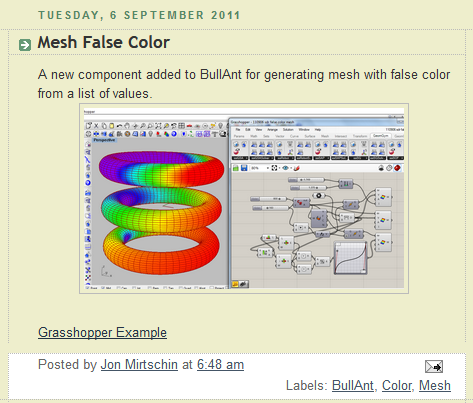 TUESDAY, 6 SEPTEMBER 2011
Mesh False Color
A new component added to BullAnt for generating mesh with false color
from a list of values.
Perspective
Grasshopper Example
Posted by Jon Mirtschin at 6:48 am
Labels: BullAnt, Color, Mesh